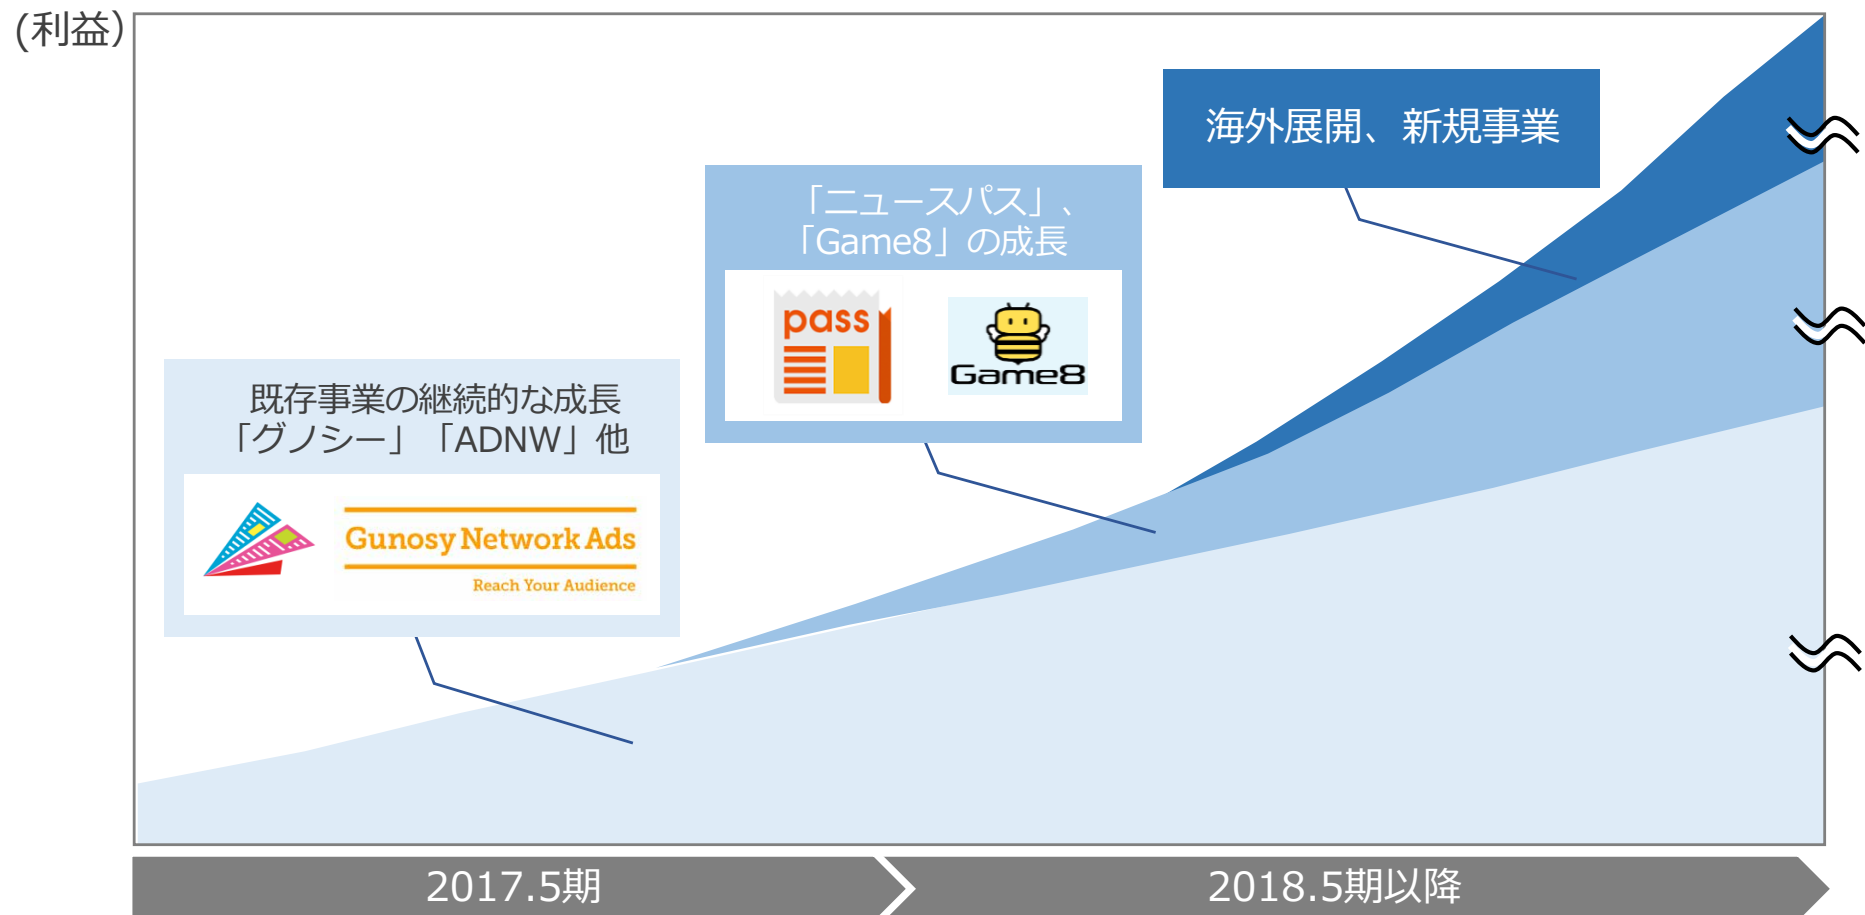 (利益)
海外展開、新規事業
「ニュースパス」、
「Game8」の成長
pass
Game8
既存事業の継続的な成長
「グノシー」「ADNW」他
Gunosy Network Ads
Reach Your Audience
2017.5期
2018.5期以降